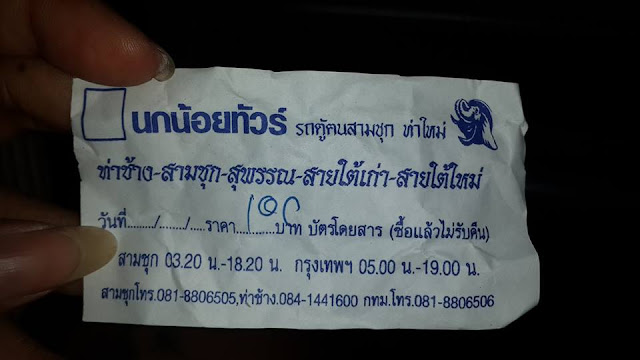 นกน้อยทัวร์ รถตู้ฅนสามชุก ท่าใหม่
ท่าช้าง-สามชุก-สุพรรณ-สายใต้เก่า-สายใต้ใหม่
วันที่........./......../.....ราคา............บาท บัตรโดยสาร (ซื้อแล้วไม่รับคืน)
สามชุก 03.20 น.-18.20 น. กรุงเทพฯ 05.00 น.-19.00 น.
สามชุกโทร.081-8806505,ท่าช้าง.084-1441600 กทม.โทร.081-8806506